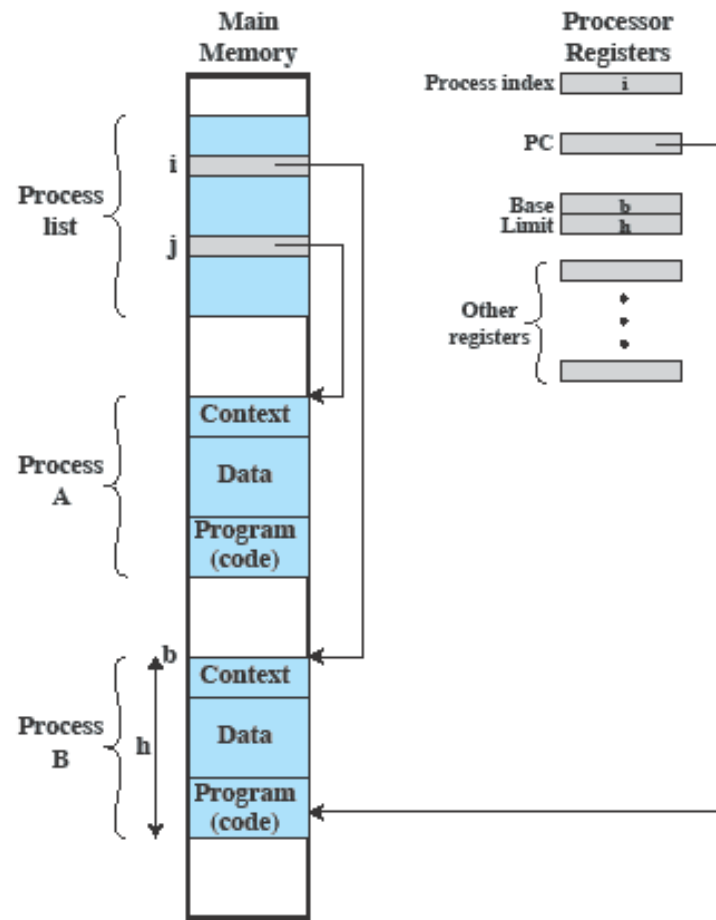 Main
Memory
Processor
Registers
Process index
i
PC
Base
b
Limit
h
Other
registers
Process
list
i
j
Process
A
Context
Data
Program
(code)
b
Process
B
h
Context
Data
Program
(code)